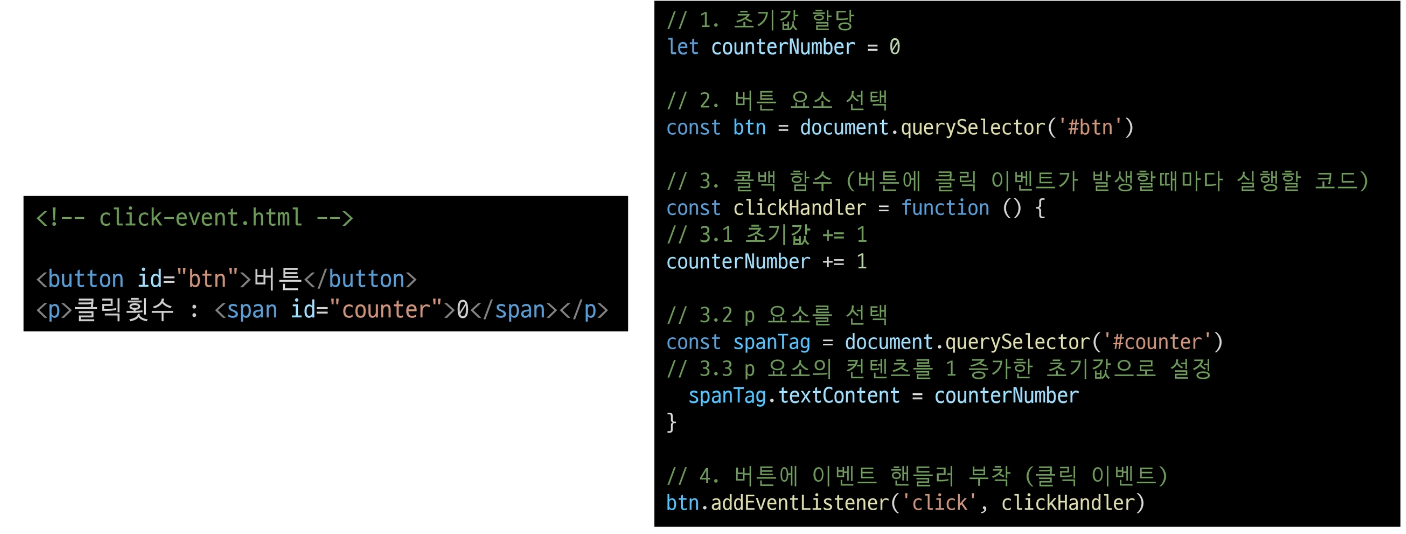 <!-- click-event.html -->
<button id="btn">버튼</button>
<p>클릭횟수 : <span id="counter">0</span></p>
// 1. 초기값 할당
let counterNumber = 0
// 2. 버튼 요소 선택
const btn = document.querySelector('#btn')
// 3. 콜백 함수 (버튼에 클릭 이벤트가 발생할때마다 실행할 코드)
const clickHandler = function () {
// 3.1 초기값 += 1
counterNumber += 1
// 3.2 p 요소를 선택
const spanTag = document.querySelector('#counter')
// 3.3 p 요소의 컨텐츠를 1 증가한 초기값으로 설정
spanTag.textContent = counterNumber
}
// 4. 버튼에 이벤트 핸들러 부착 (클릭 이벤트)
btn.addEventListener('click', clickHandler)